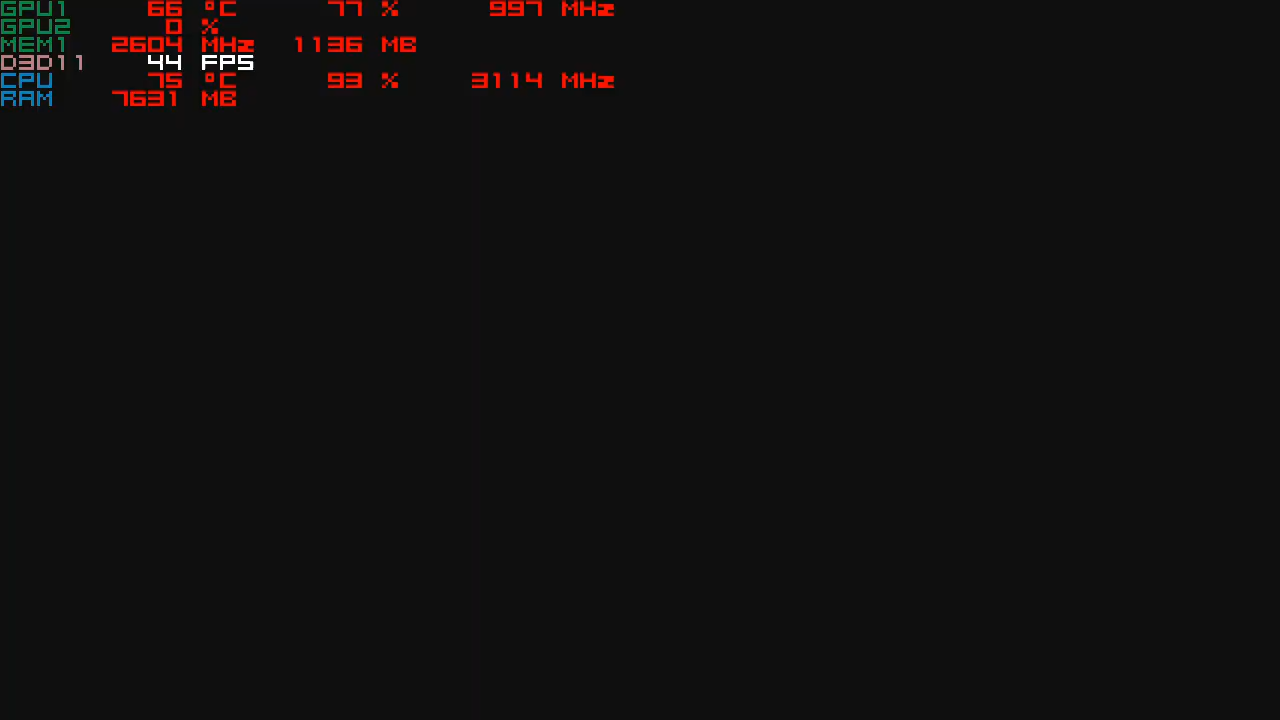 GPU1 66 °C 77 % 997 MHz
GPU2 0 %
MEM1 2604 MHz 1136 MB
D3D11 44 FPS
CPU 75 °C 93 % 3114 MHz
RAM 7631 MB